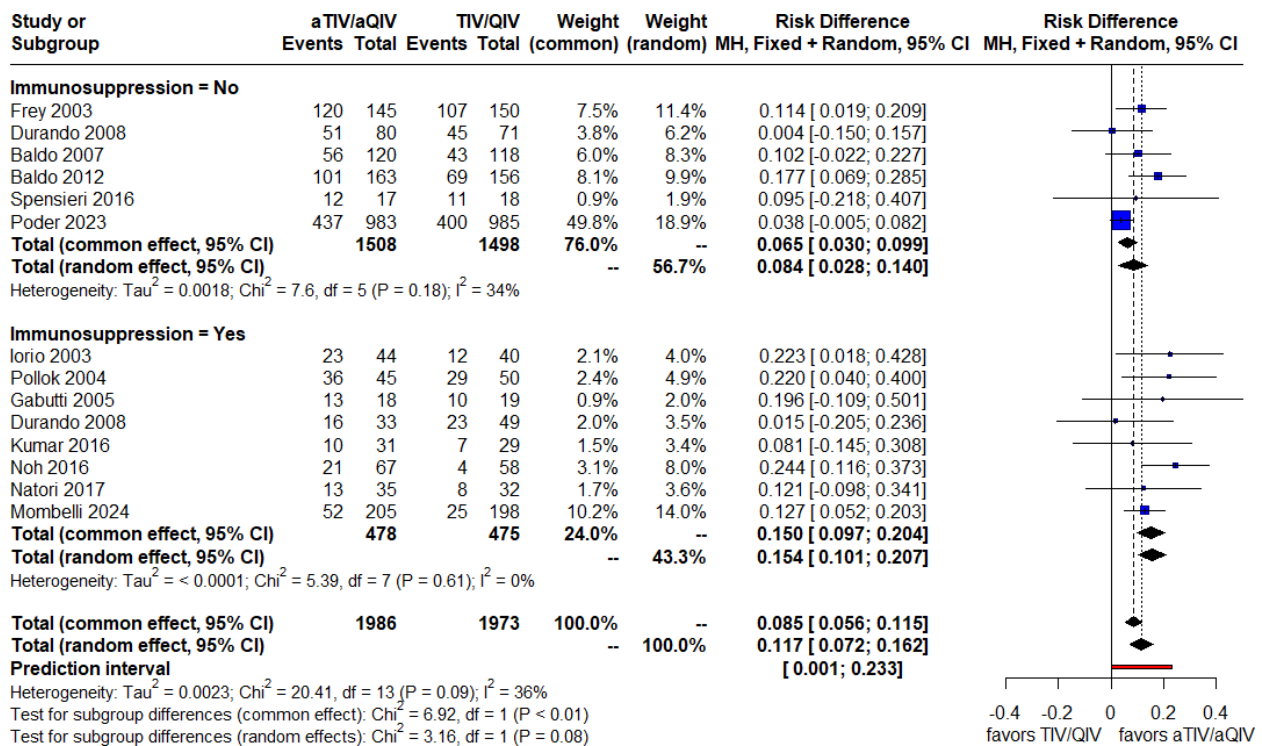 Study or aTIV/aQIV TIV/QIV Weight Weight Risk Difference Risk Difference
Subgroup Events Total Events Total (common) (random) MH, Fixed + Random, 95% CI MH, Fixed + Random, 95% CI
Immunosuppression = No
Frey 2003 120 145 107 150 7.5% 11.4% 0.114 [ 0.019; 0.209]
Durando 2008 51 80 45 71 3.8% 6.2% 0.004 [-0.150; 0.157]
Baldo 2007 56 120 43 118 6.0% 8.3% 0.102 [-0.022; 0.227]
Baldo 2012 101 163 69 156 8.1% 9.9% 0.177 [ 0.069; 0.285]
Spensieri 2016 12 17 11 18 0.9% 1.9% 0.095 [-0.218; 0.407]
Poder 2023 437 983 400 985 49.8% 18.9% 0.038 [-0.005; 0.082]
Total (common effect, 95% CI) 1508 1498 76.0% -- 0.065 [ 0.030; 0.099]
Total (random effect, 95% CI) -- 56.7% 0.084 [ 0.028; 0.140]
Heterogeneity: Tau² = 0.0018; Chi² = 7.6, df = 5 (P = 0.18); I² = 34%
Immunosuppression = Yes
Iorio 2003 23 44 12 40 2.1% 4.0% 0.223 [ 0.018; 0.428]
Pollok 2004 36 45 29 50 2.4% 4.9% 0.220 [ 0.040; 0.400]
Gabutti 2005 13 18 10 19 0.9% 2.0% 0.196 [-0.109; 0.501]
Durando 2008 16 33 23 49 2.0% 3.5% 0.015 [-0.205; 0.236]
Kumar 2016 10 31 7 29 1.5% 3.4% 0.081 [-0.145; 0.308]
Noh 2016 21 67 4 58 3.1% 8.0% 0.244 [ 0.116; 0.373]
Natori 2017 13 35 8 32 1.7% 3.6% 0.121 [-0.098; 0.341]
Mombelli 2024 52 205 25 198 10.2% 14.0% 0.127 [ 0.052; 0.203]
Total (common effect, 95% CI) 478 475 24.0% -- 0.150 [ 0.097; 0.204]
Total (random effect, 95% CI) -- 43.3% 0.154 [ 0.101; 0.207]
Heterogeneity: Tau² = < 0.0001; Chi² = 5.39, df = 7 (P = 0.61); I² = 0%
Total (common effect, 95% CI) 1986 1973 100.0% -- 0.085 [ 0.056; 0.115]
Total (random effect, 95% CI) -- 100.0% 0.117 [ 0.072; 0.162]
Prediction interval [ 0.001; 0.233]
Heterogeneity: Tau² = 0.0023; Chi² = 20.41, df = 13 (P = 0.09); I² = 36%
Test for subgroup differences (common effect): Chi² = 6.92, df = 1 (P < 0.01)
Test for subgroup differences (random effects): Chi² = 3.16, df = 1 (P = 0.08)
-0.4 -0.2 0 0.2 0.4
favors TIV/QIV favors aTIV/aQIV